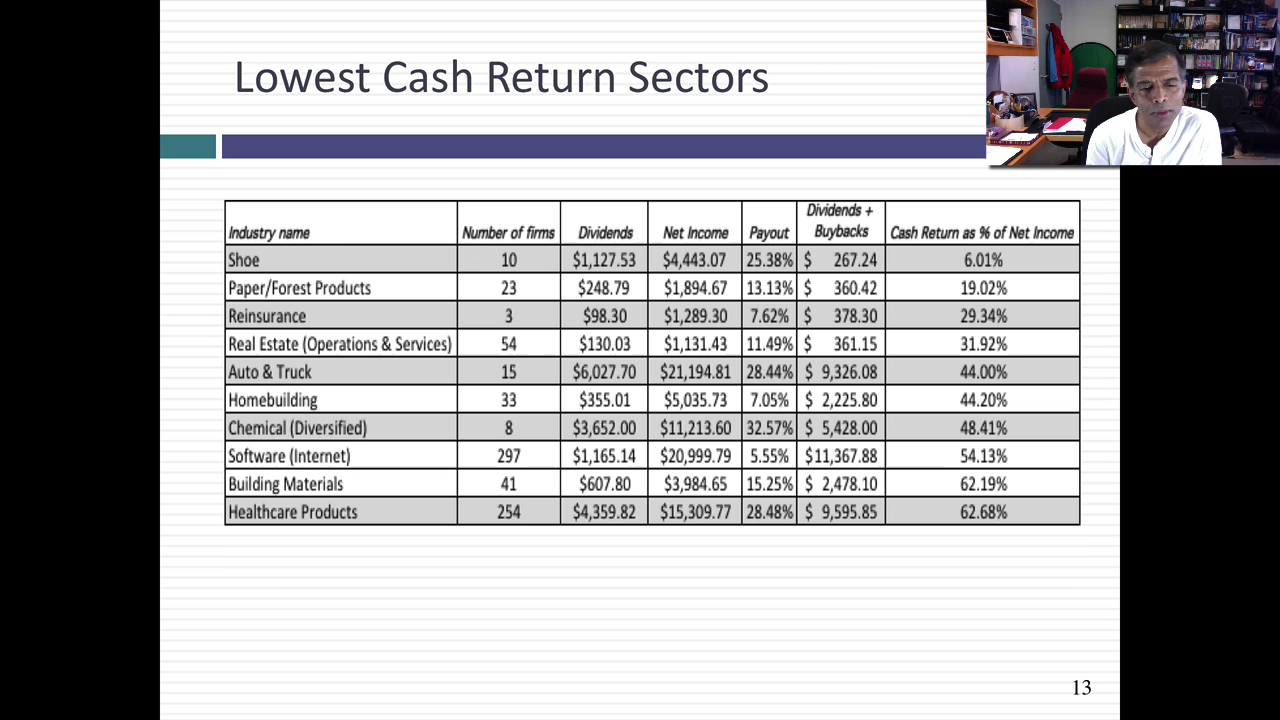 Lowest Cash Return Sectors
Industry name Number of firms Dividends Net Income Payout Dividends + Buybacks Cash Return as % of Net Income
Shoe 10 $1,127.53 $4,443.07 25.38% $ 267.24 6.01%
Paper/Forest Products 23 $248.79 $1,894.67 13.13% $ 360.42 19.02%
Reinsurance 3 $98.30 $1,289.30 7.62% $ 378.30 29.34%
Real Estate (Operations & Services) 54 $130.03 $1,131.43 11.49% $ 361.15 31.92%
Auto & Truck 15 $6,027.70 $21,194.81 28.44% $ 9,326.08 44.00%
Homebuilding 33 $355.01 $5,035.73 7.05% $ 2,225.80 44.20%
Chemical (Diversified) 8 $3,652.00 $11,213.60 32.57% $ 5,428.00 48.41%
Software (Internet) 297 $1,165.14 $20,999.79 5.55% $11,367.88 54.13%
Building Materials 41 $607.80 $3,984.65 15.25% $ 2,478.10 62.19%
Healthcare Products 254 $4,359.82 $15,309.77 28.48% $ 9,595.85 62.68%
13